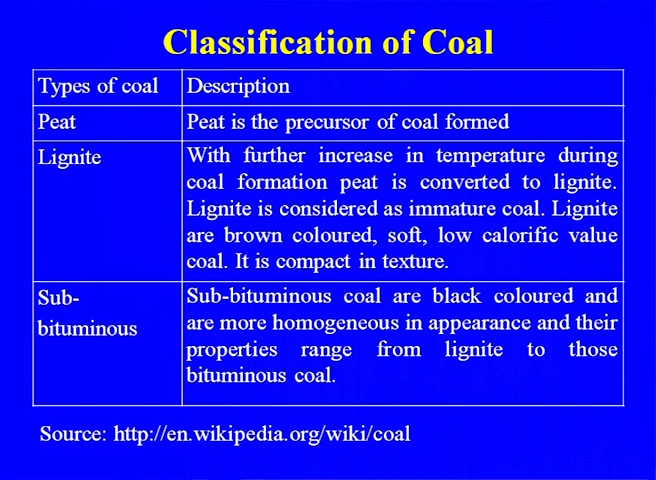 Classification of Coal
Types of coal Description
Peat Peat is the precursor of coal formed
Lignite With further increase in temperature during
coal formation peat is converted to lignite.
Lignite is considered as immature coal. Lignite
are brown coloured, soft, low calorific value
coal. It is compact in texture.
Sub- Sub-bituminous coal are black coloured and
bituminous are more homogeneous in appearance and their
properties range from lignite to those
bituminous coal.
Source: http://en.wikipedia.org/wiki/coal